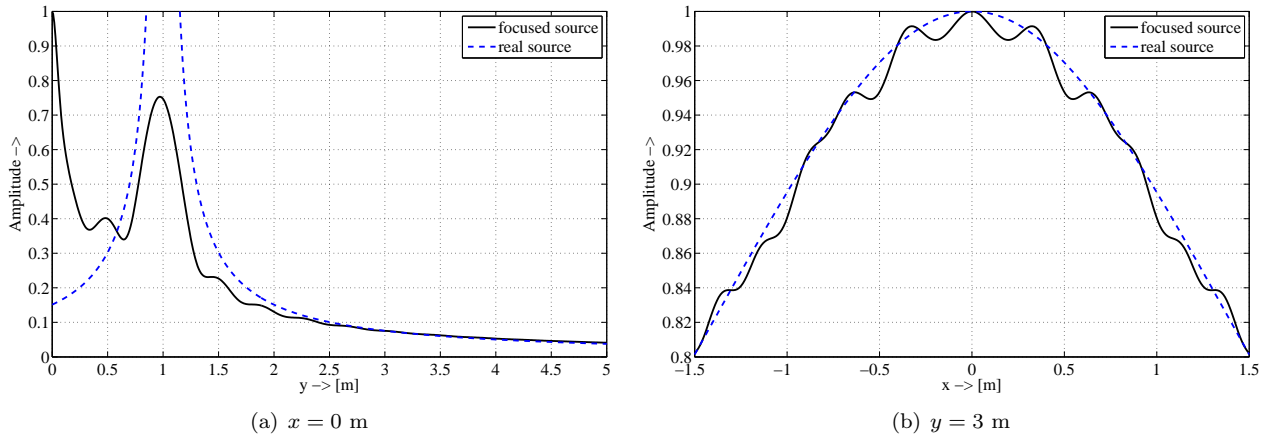 1
0.9
0.8
0.7
0.6
0.5
0.4
0.3
0.2
0.1
0
Amplitude −>
0 0.5 1 1.5 2 2.5 3 3.5 4 4.5 5
y −> [m]
focused source
real source
(a) x = 0 m
1
0.98
0.96
0.94
0.92
0.9
0.88
0.86
0.84
0.82
0.8
Amplitude −>
−1.5 −1 −0.5 0 0.5 1 1.5
x −> [m]
focused source
real source
(b) y = 3 m